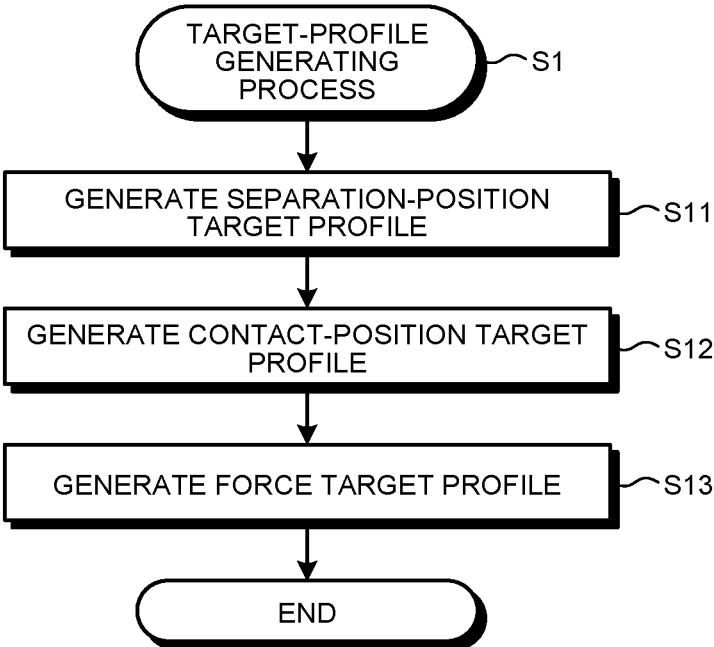 TARGET-PROFILE
GENERATING
PROCESS
S1
GENERATE SEPARATION-POSITION
TARGET PROFILE
S11
GENERATE CONTACT-POSITION TARGET
PROFILE
S12
GENERATE FORCE TARGET PROFILE
S13
END